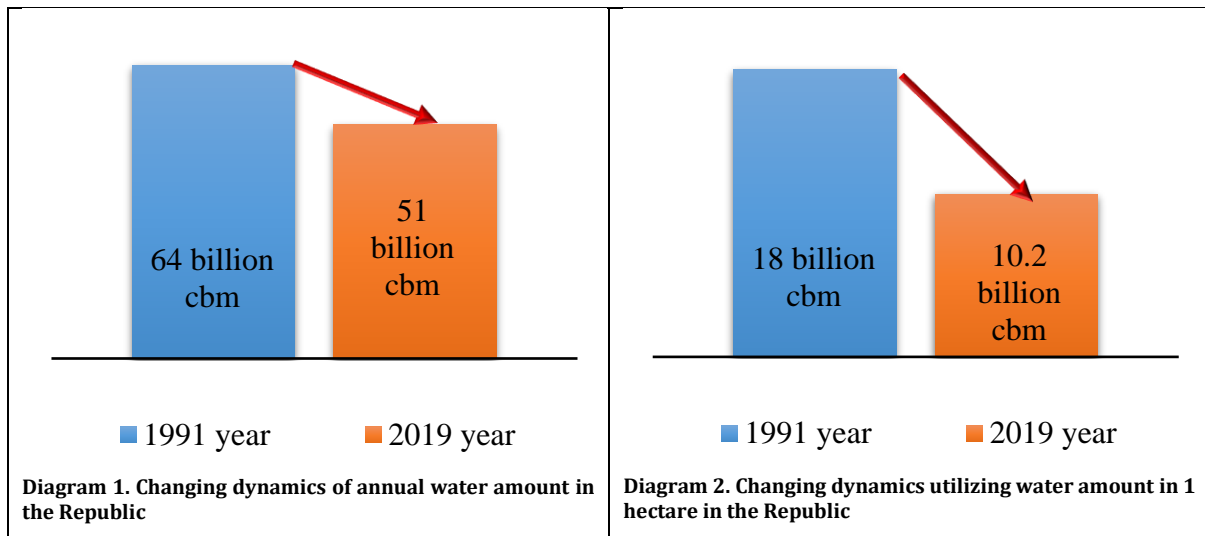 64 billion
cbm
51
billion
cbm
1991 year
2019 year
Diagram 1. Changing dynamics of annual water amount in
the Republic
18 billion
cbm
10.2
billion
cbm
1991 year
2019 year
Diagram 2. Changing dynamics utilizing water amount in 1
hectare in the Republic